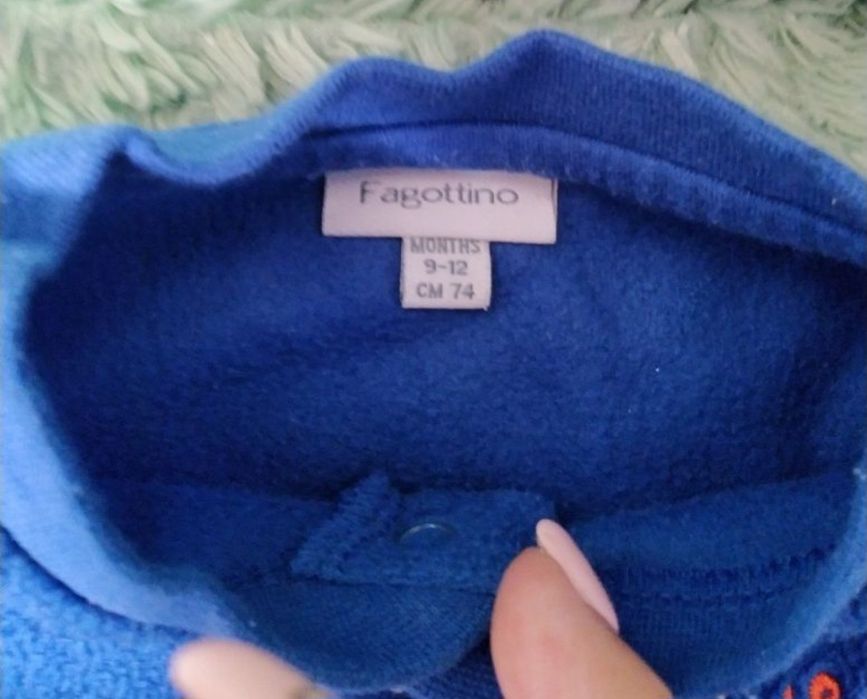 Fagottino
MONTHS
9-12
CM 74